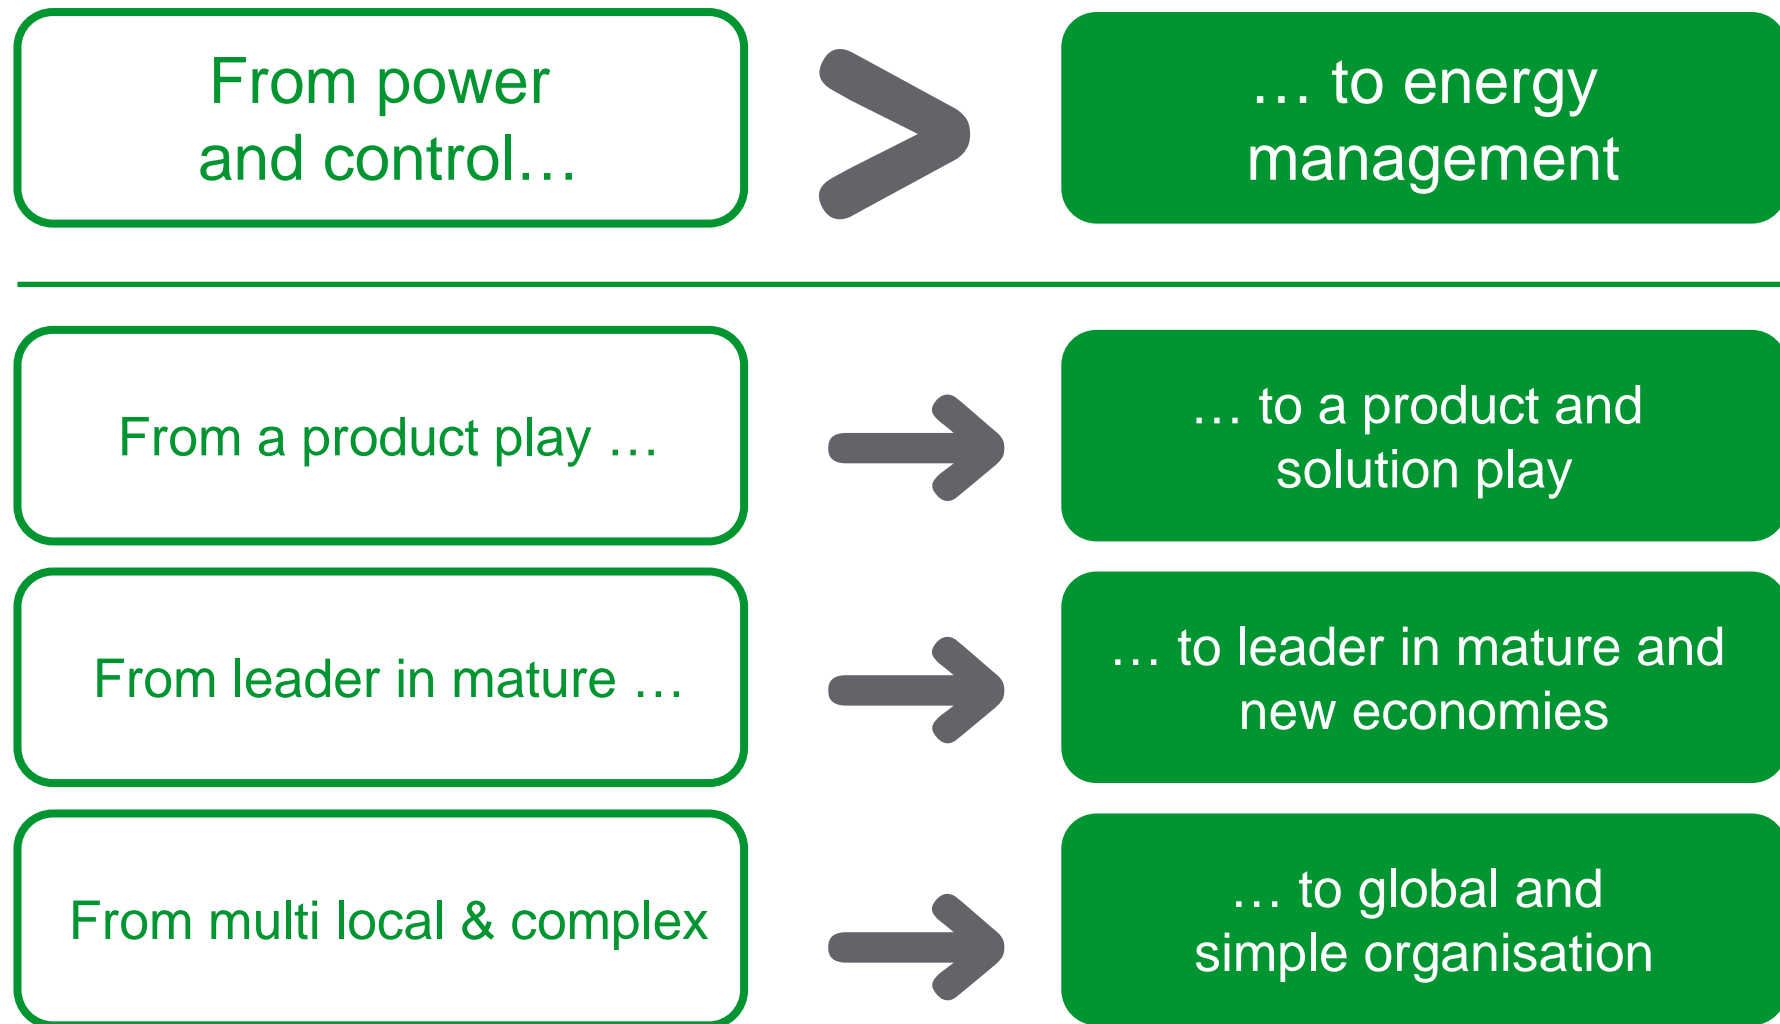 From power
and control…
… to energy
management
From a product play …
… to a product and
solution play
From leader in mature …
… to leader in mature and
new economies
From multi local & complex
… to global and
simple organisation